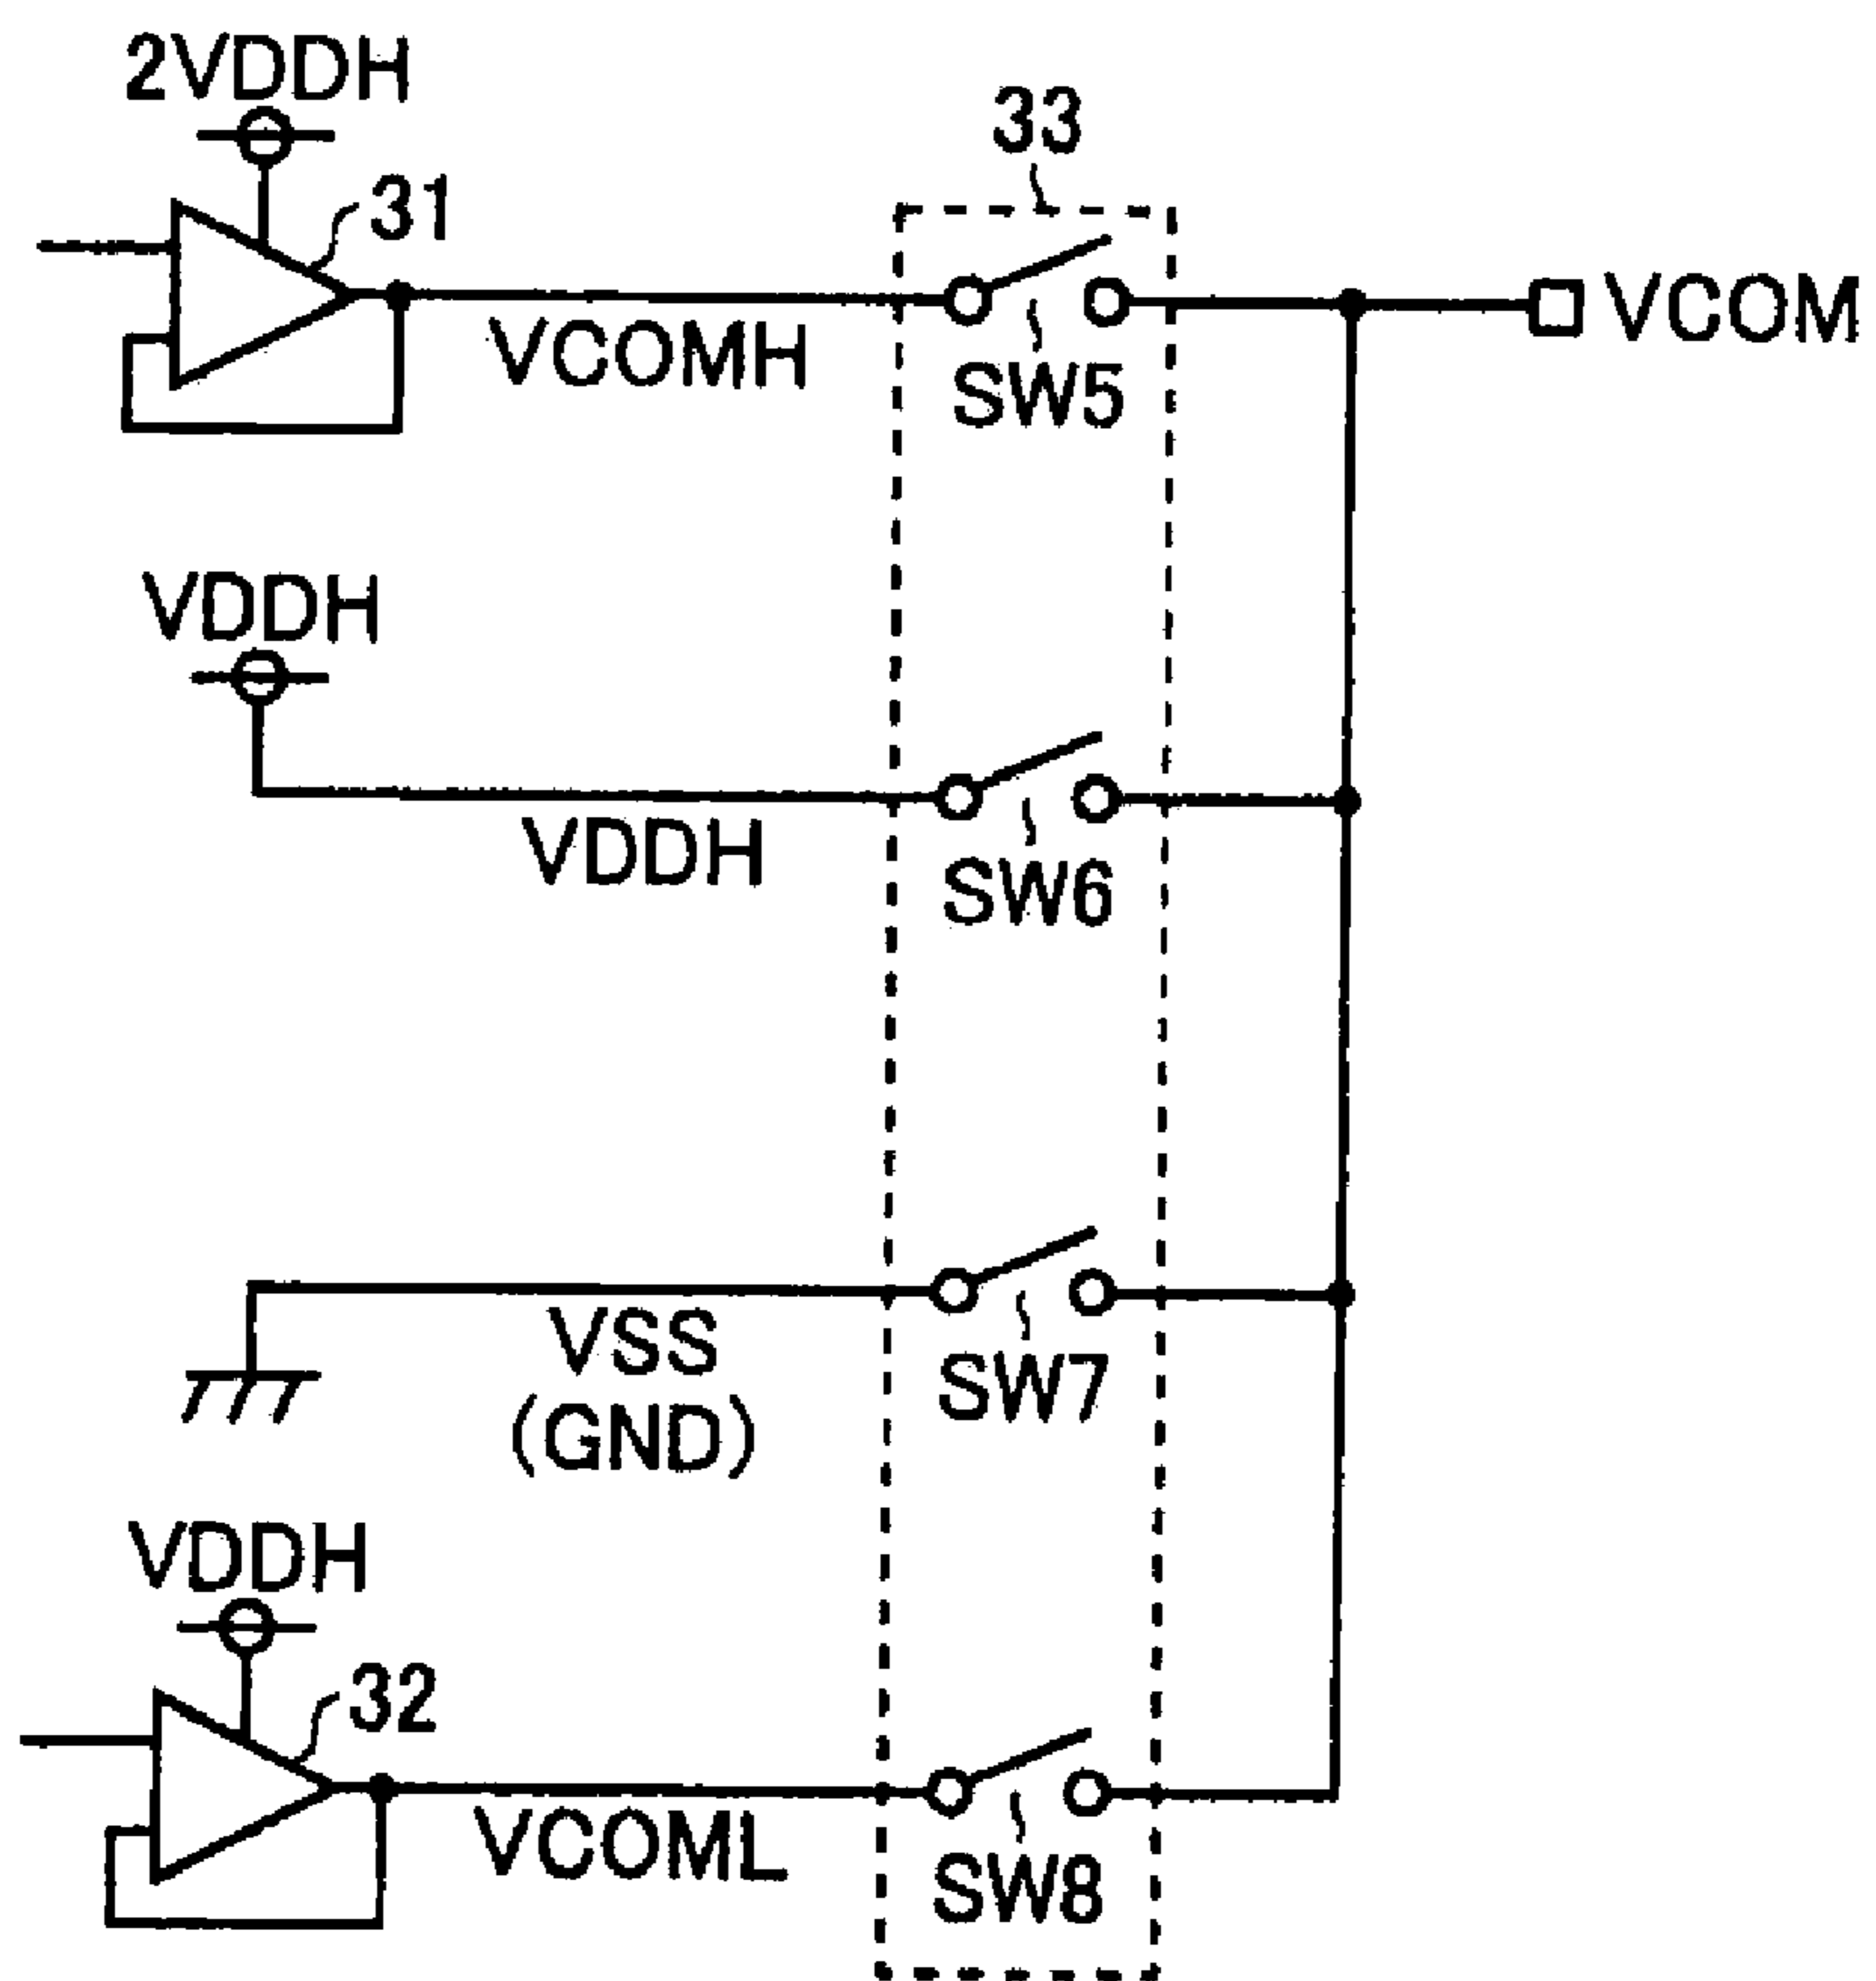 2VDDH
33
31
VCOMH
SW5
VCOM
VDDH
VDDH
SW6
VSS
(GND)
SW7
VDDH
32
VCOML
SW8